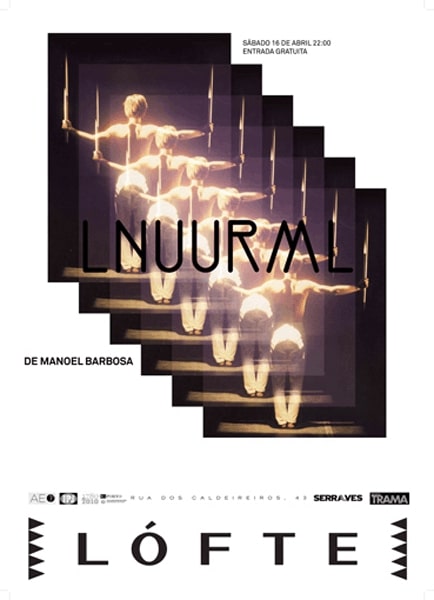 SÁBADO 16 DE ABRIL 22:00
ENTRADA GRATUITA
LNUURML
DE MANOEL BARBOSA
AE
RUA DOS CALDEIREIROS, 43 SERRALVES TRAMA
LÓFTE